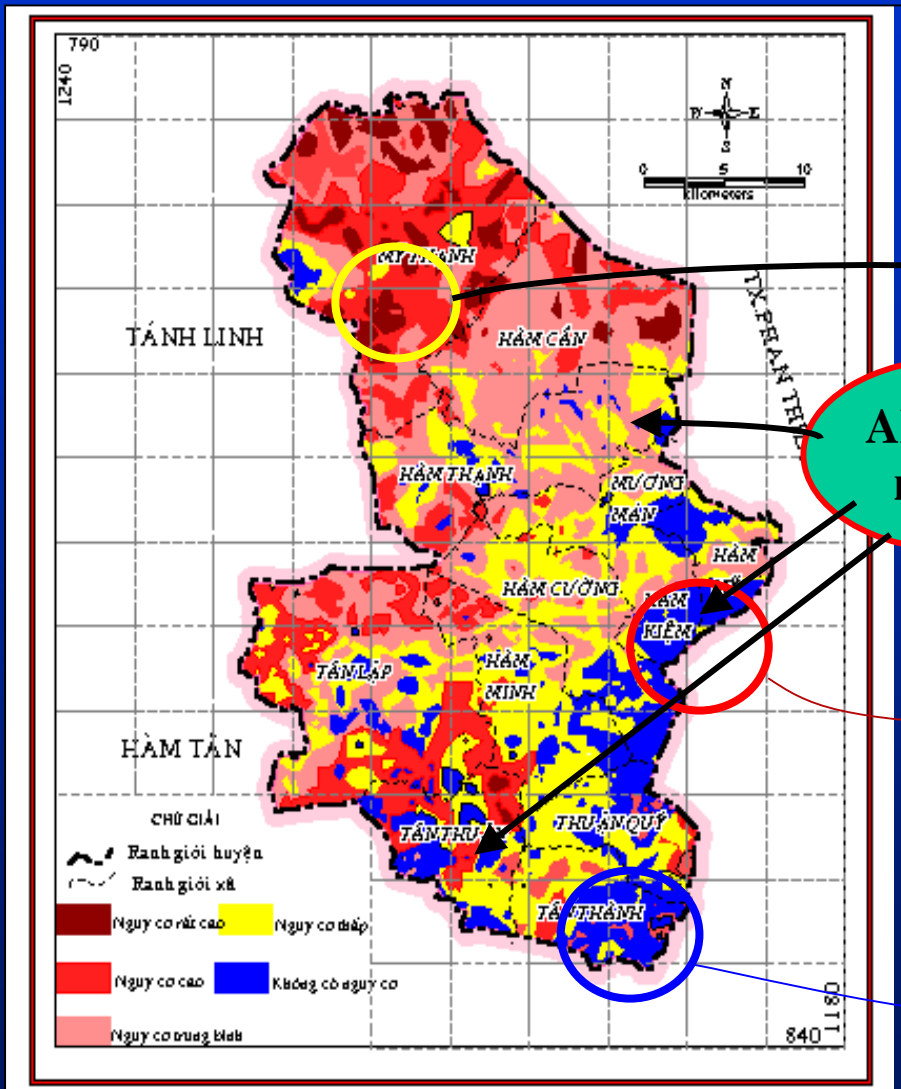 790
1240
N
W E
S
0 5 10
kilometers
MỸ THẠNH
TÁNH LINH
HÀM CẦN
TX.PHAN THIẾ
A
HÀM THẠNH
MƯƠNG
MÁN
HÀM
HÀM CƯỜNG
HÀM
KIỆM
TÂN LẬP
HÀM
MINH
HÀM TÂN
CHÚ GIẢI
TÂN THU
THUẬN QUÝ
Ranh giới huyện
Ranh giới xã
TÂN THÀNH
Nguy cơ rất cao
Nguy cơ thấp
Nguy cơ cao
Không có nguy cơ
Nguy cơ trung bình
840
1180